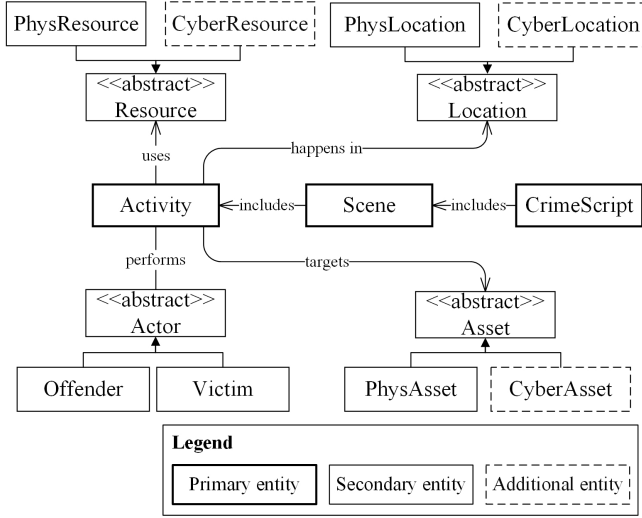 PhysResource
CyberResource
PhysLocation
CyberLocation
<<abstract>>
Resource
<<abstract>>
Location
uses
happens in
Activity
includes
Scene
includes
CrimeScript
performs
targets
<<abstract>>
Actor
<<abstract>>
Asset
Offender
Victim
PhysAsset
CyberAsset
Legend
Primary entity
Secondary entity
Additional entity